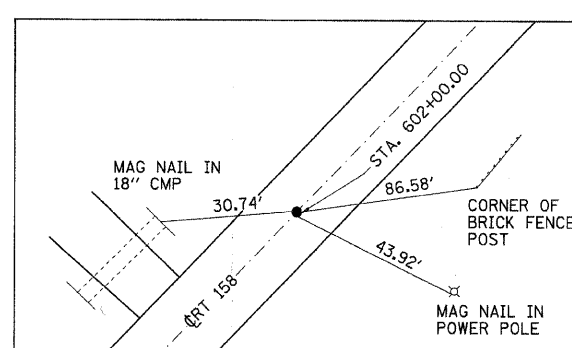 STA. 602+00.00
MAG NAIL IN
18" CMP
30.74'
86.58'
CORNER OF
BRICK FENCE
POST
43.92'
℄ RT 158
MAG NAIL IN
POWER POLE